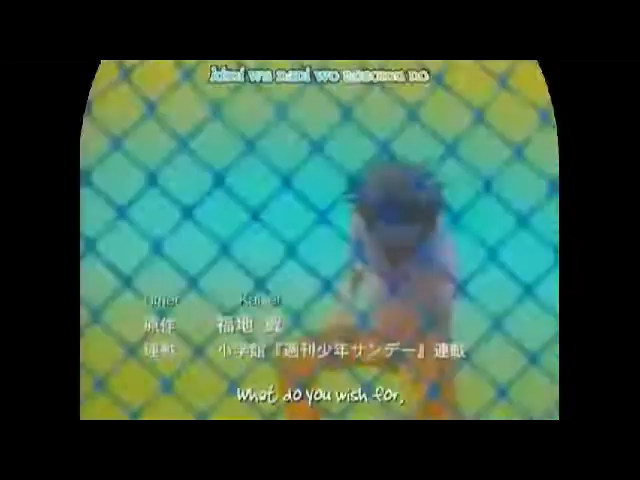 kimi wa nani wo nozomu no
原作 福地 翼
連載 小学館『週刊少年サンデー』連載
What do you wish for,